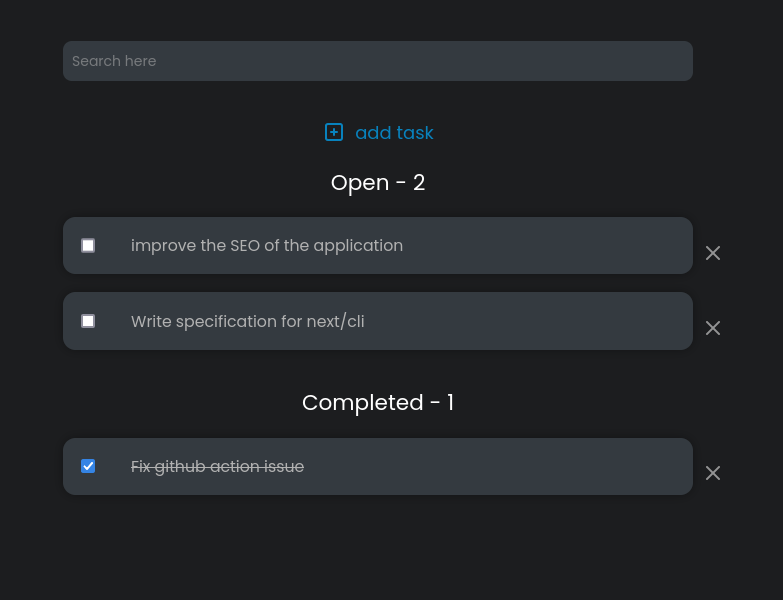 Search here
add task
Open - 2
improve the SEO of the application
Write specification for next/cli
Completed - 1
Fix github action issue